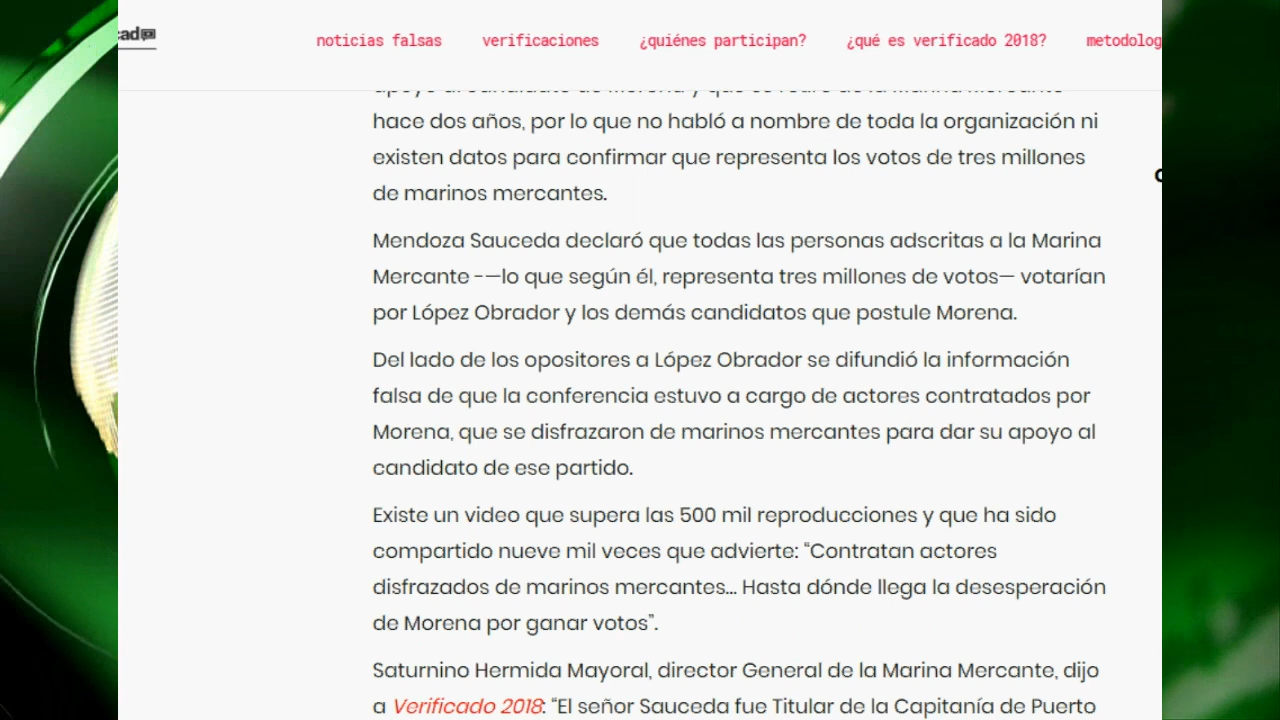 noticias falsas verificaciones ¿quiénes participan? ¿qué es verificado 2018? metodolog
hace dos años, por lo que no habló a nombre de toda la organización ni
existen datos para confirmar que representa los votos de tres millones
de marinos mercantes.
Mendoza Sauceda declaró que todas las personas adscritas a la Marina
Mercante -—lo que según él, representa tres millones de votos— votarían
por López Obrador y los demás candidatos que postule Morena.
Del lado de los opositores a López Obrador se difundió la información
falsa de que la conferencia estuvo a cargo de actores contratados por
Morena, que se disfrazaron de marinos mercantes para dar su apoyo al
candidato de ese partido.
Existe un video que supera las 500 mil reproducciones y que ha sido
compartido nueve mil veces que advierte: “Contratan actores
disfrazados de marinos mercantes... Hasta dónde llega la desesperación
de Morena por ganar votos”.
Saturnino Hermida Mayoral, director General de la Marina Mercante, dijo
a Verificado 2018: “El señor Sauceda fue Titular de la Capitanía de Puerto